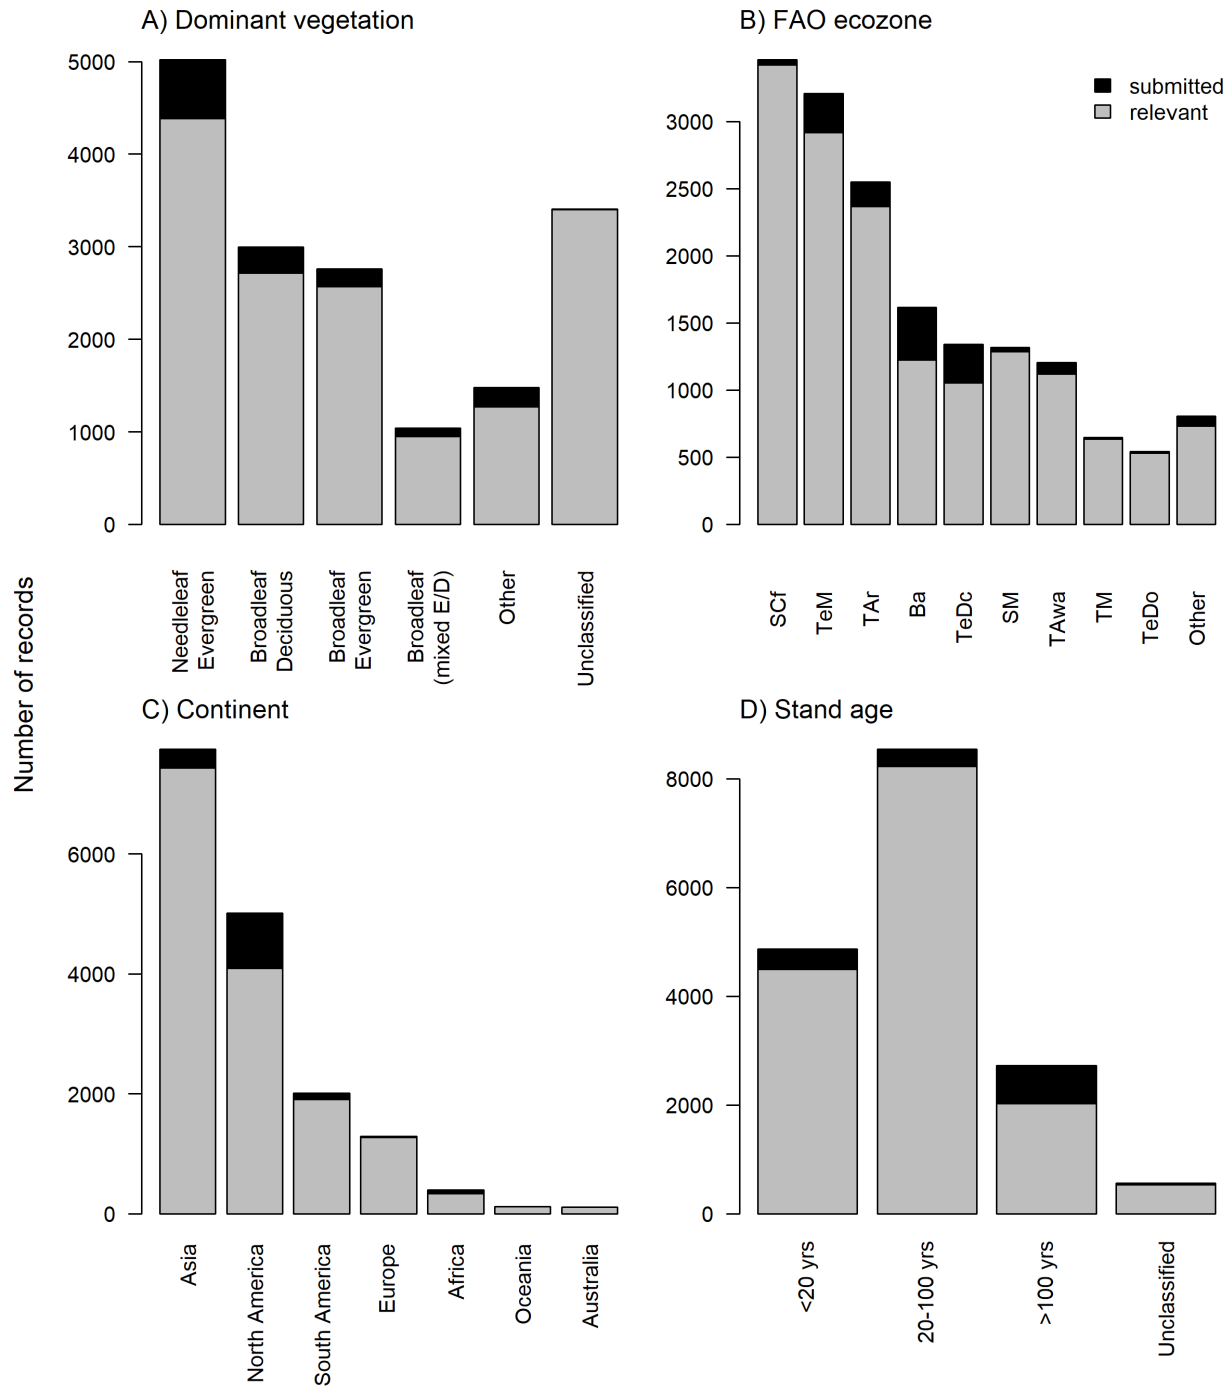 A) Dominant vegetation
5000
4000
3000
2000
1000
0
Needleleaf
Evergreen
Broadleaf
Deciduous
Broadleaf
Evergreen
Broadleaf
(mixed E/D)
Other
Unclassified
B) FAO ecozone
submitted
relevant
3000
2500
2000
1500
1000
500
0
SCf
TeM
TAr
Ba
TeDc
SM
TAwa
TM
TeDo
Other
Number of records
C) Continent
6000
4000
2000
0
Asia
North America
South America
Europe
Africa
Oceania
Australia
D) Stand age
8000
6000
4000
2000
0
<20 yrs
20-100 yrs
>100 yrs
Unclassified